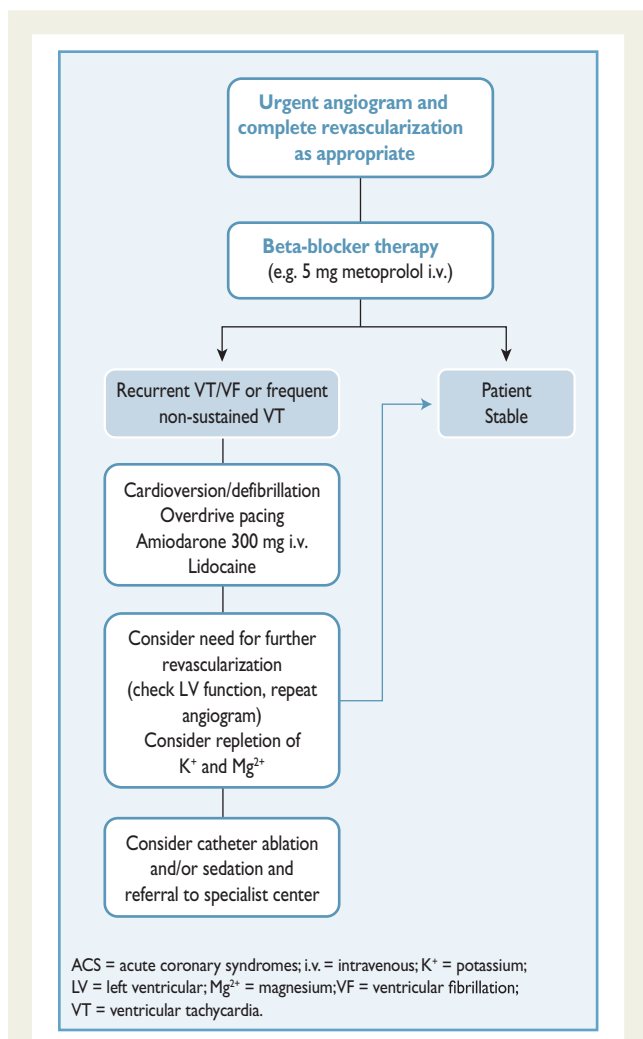 Urgent angiogram and
complete revascularization
as appropriate
Beta-blocker therapy
(e.g. 5 mg metoprolol i.v.)
Recurrent VT/VF or frequent
non-sustained VT
Patient
Stable
Cardioversion/defibrillation
Overdrive pacing
Amiodarone 300 mg i.v.
Lidocaine
Consider need for further
revascularization
(check LV function, repeat
angiogram)
Consider repletion of
K⁺ and Mg²⁺
Consider catheter ablation
and/or sedation and
referral to specialist center
ACS = acute coronary syndromes; i.v. = intravenous; K⁺ = potassium;
LV = left ventricular; Mg²⁺ = magnesium; VF = ventricular fibrillation;
VT = ventricular tachycardia.